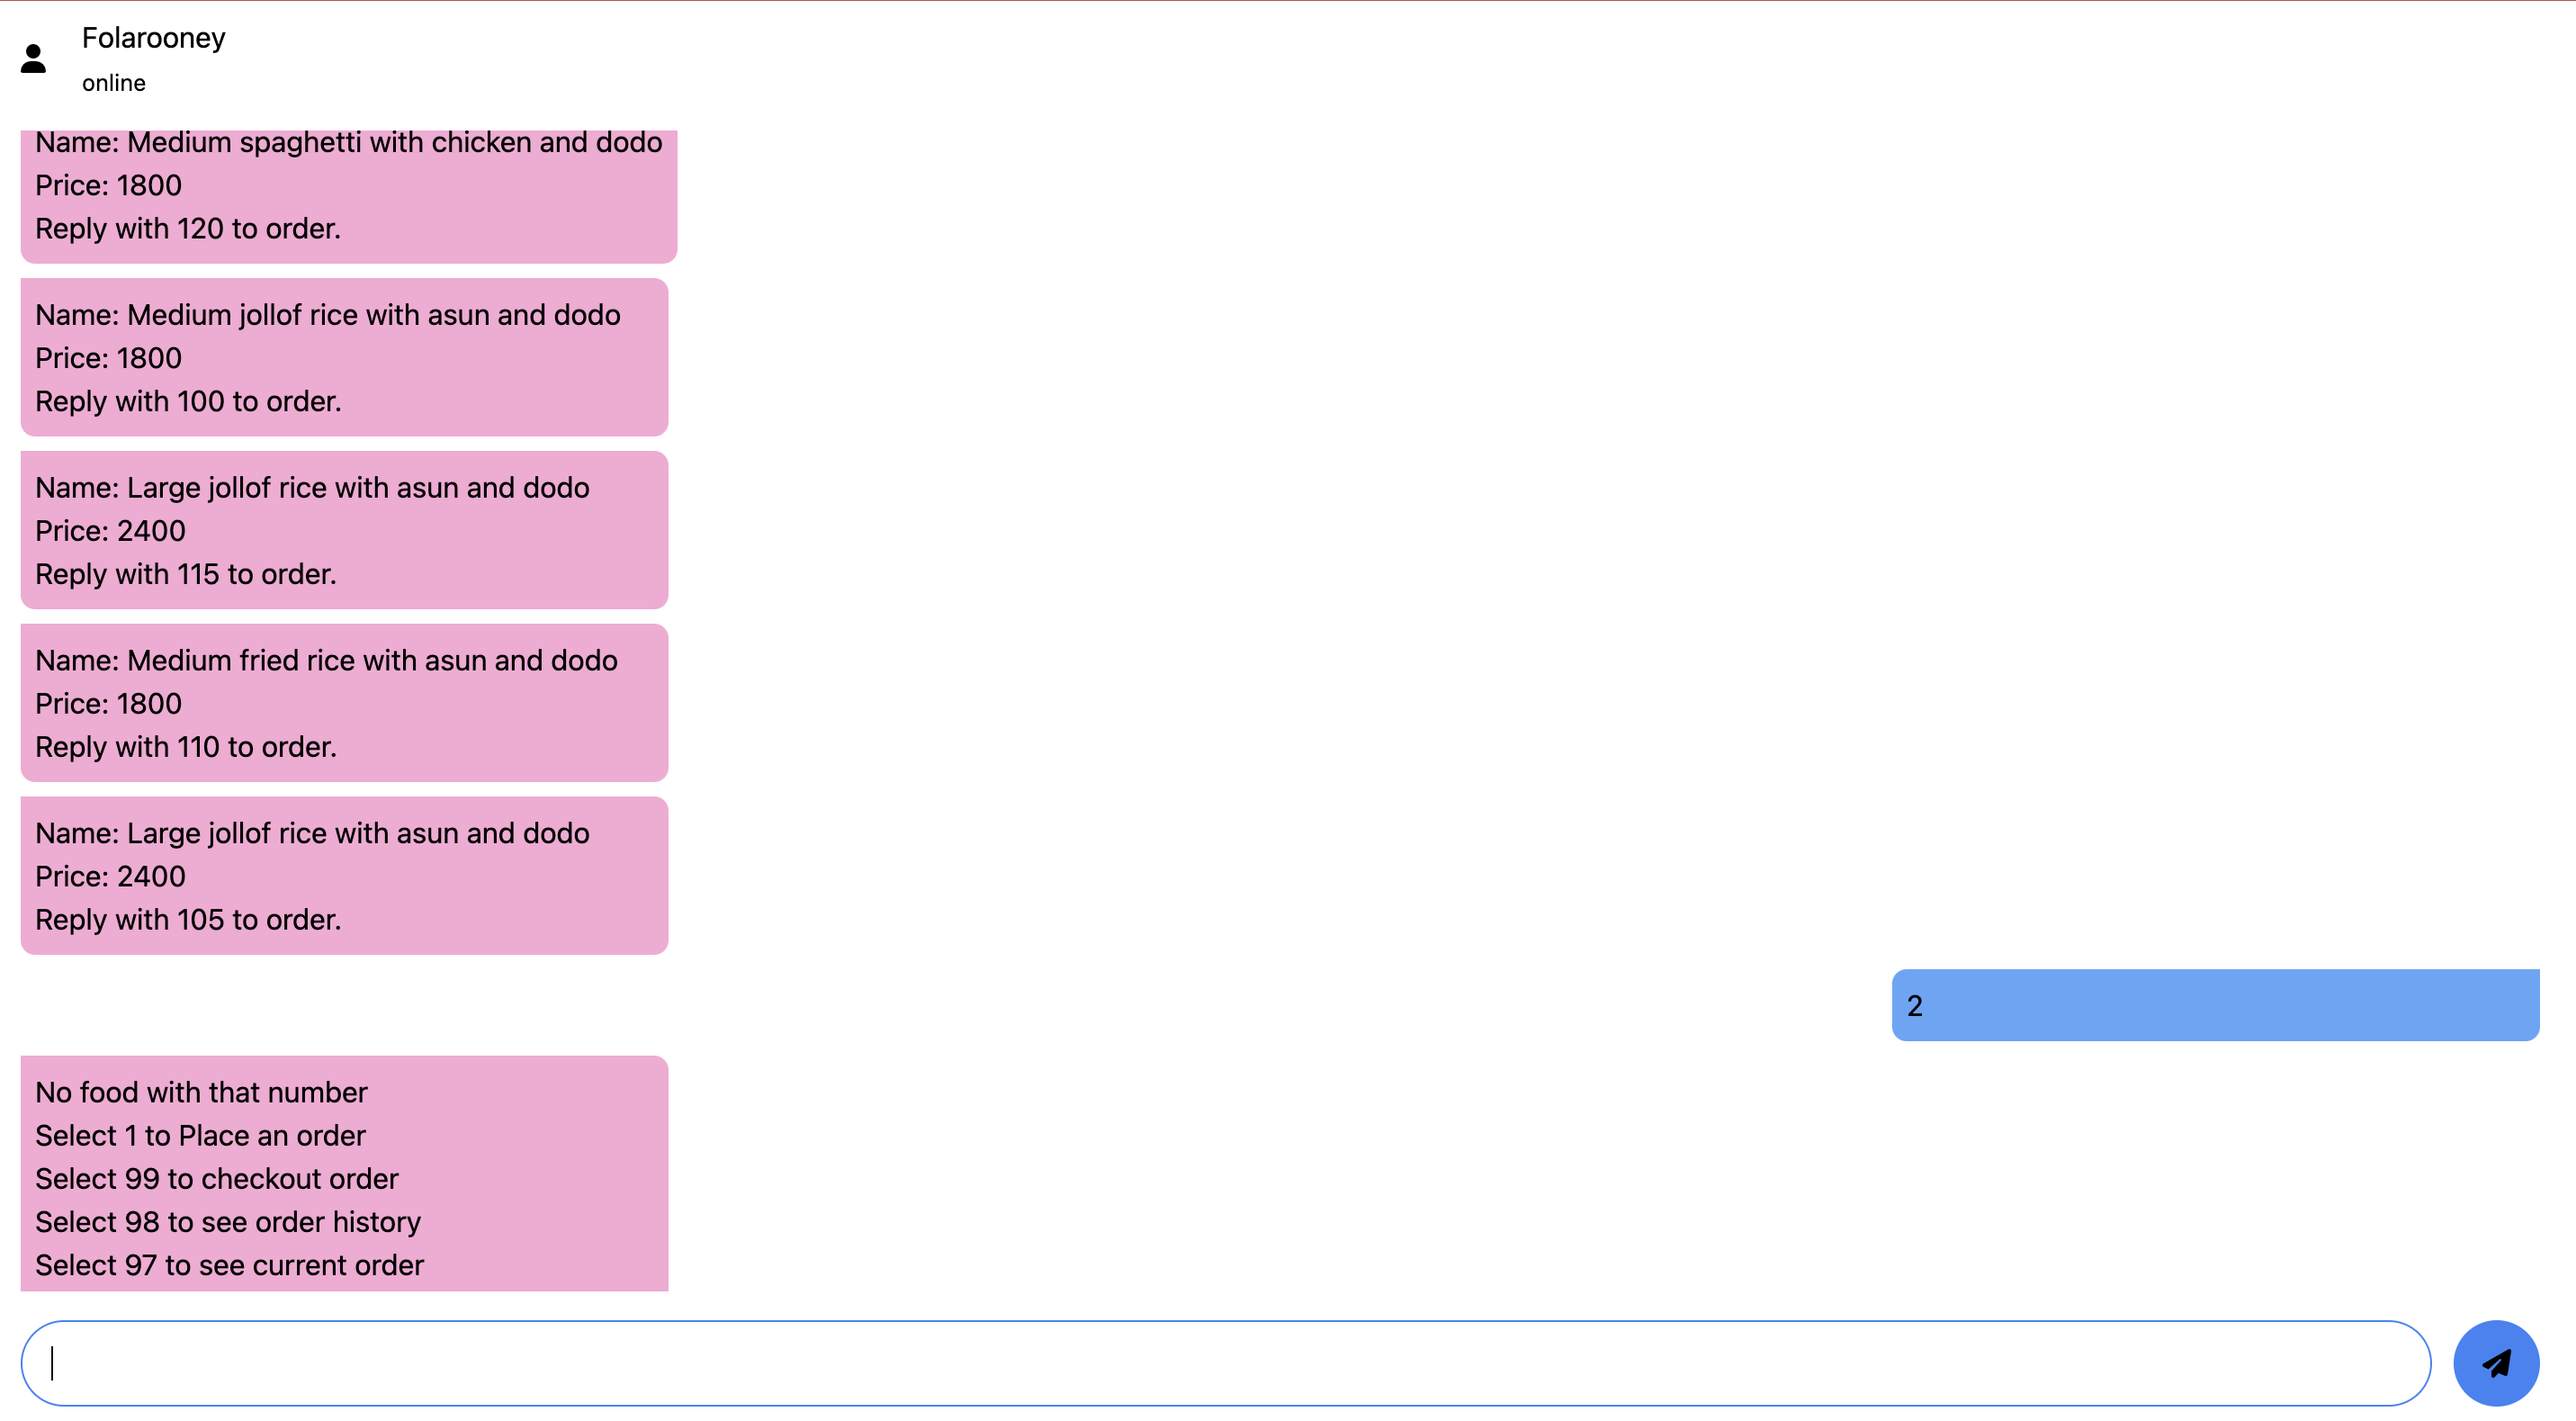 Folarooney
online
Name: Medium spaghetti with chicken and dodo
Price: 1800
Reply with 120 to order.
Name: Medium jollof rice with asun and dodo
Price: 1800
Reply with 100 to order.
Name: Large jollof rice with asun and dodo
Price: 2400
Reply with 115 to order.
Name: Medium fried rice with asun and dodo
Price: 1800
Reply with 110 to order.
Name: Large jollof rice with asun and dodo
Price: 2400
Reply with 105 to order.
2
No food with that number
Select 1 to Place an order
Select 99 to checkout order
Select 98 to see order history
Select 97 to see current order